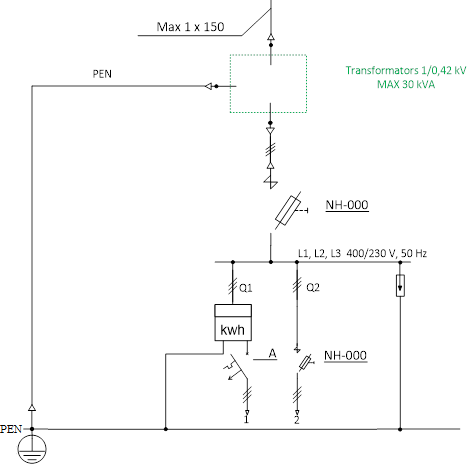 Max 1 x 150
Transformators 1/0,42 kV
MAX 30 kVA
PEN
NH-000
L1, L2, L3 400/230 V, 50 Hz
Q1
Q2
kwh
A
NH-000
1
2
PEN